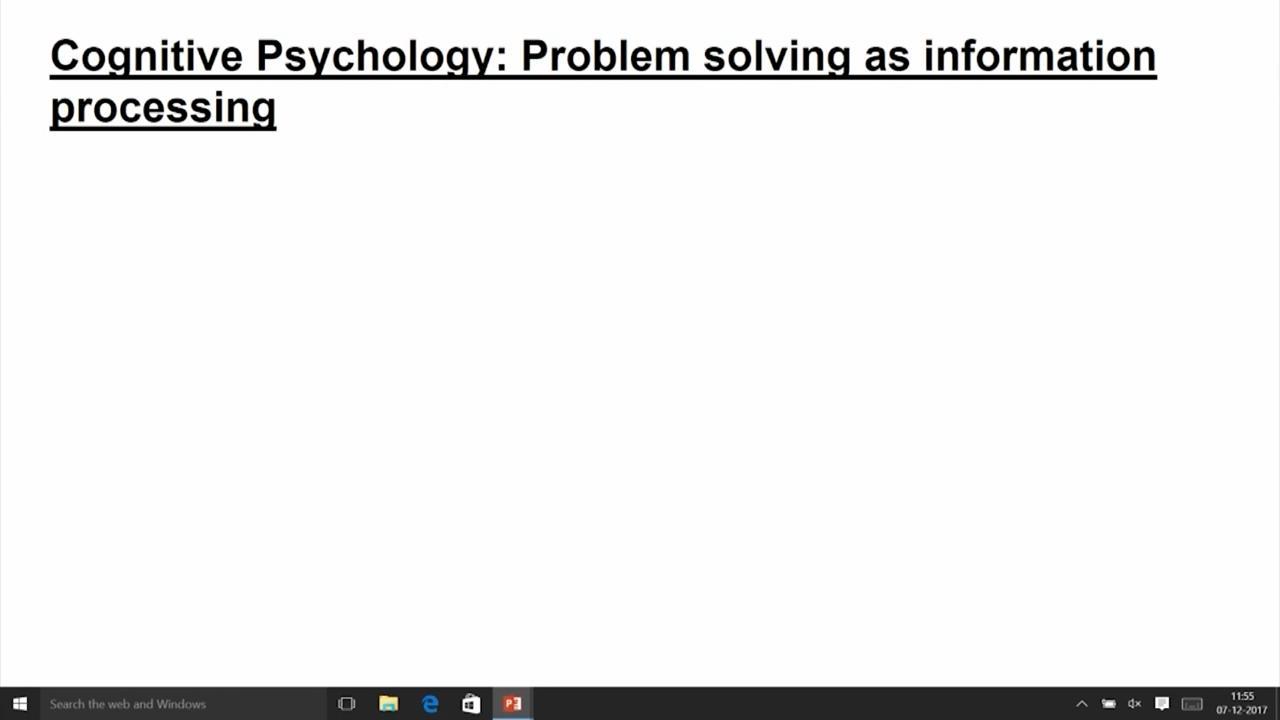 Cognitive Psychology: Problem solving as information
processing
Search the web and Windows
11:55
07-12-2017